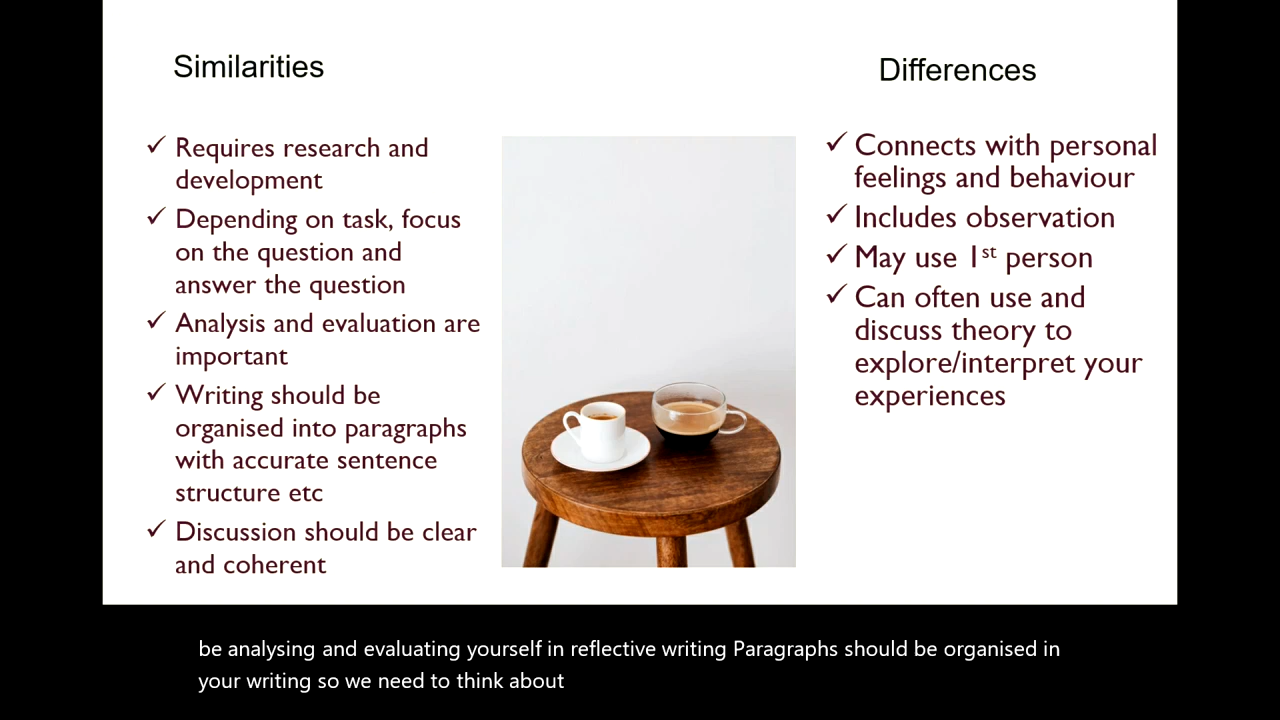 Similarities
Requires research and
development
Depending on task, focus
on the question and
answer the question
Analysis and evaluation are
important
Writing should be
organised into paragraphs
with accurate sentence
structure etc
Discussion should be clear
and coherent
Differences
Connects with personal
feelings and behaviour
Includes observation
May use 1st person
Can often use and
discuss theory to
explore/interpret your
experiences
be analysing and evaluating yourself in reflective writing Paragraphs should be organised in
your writing so we need to think about